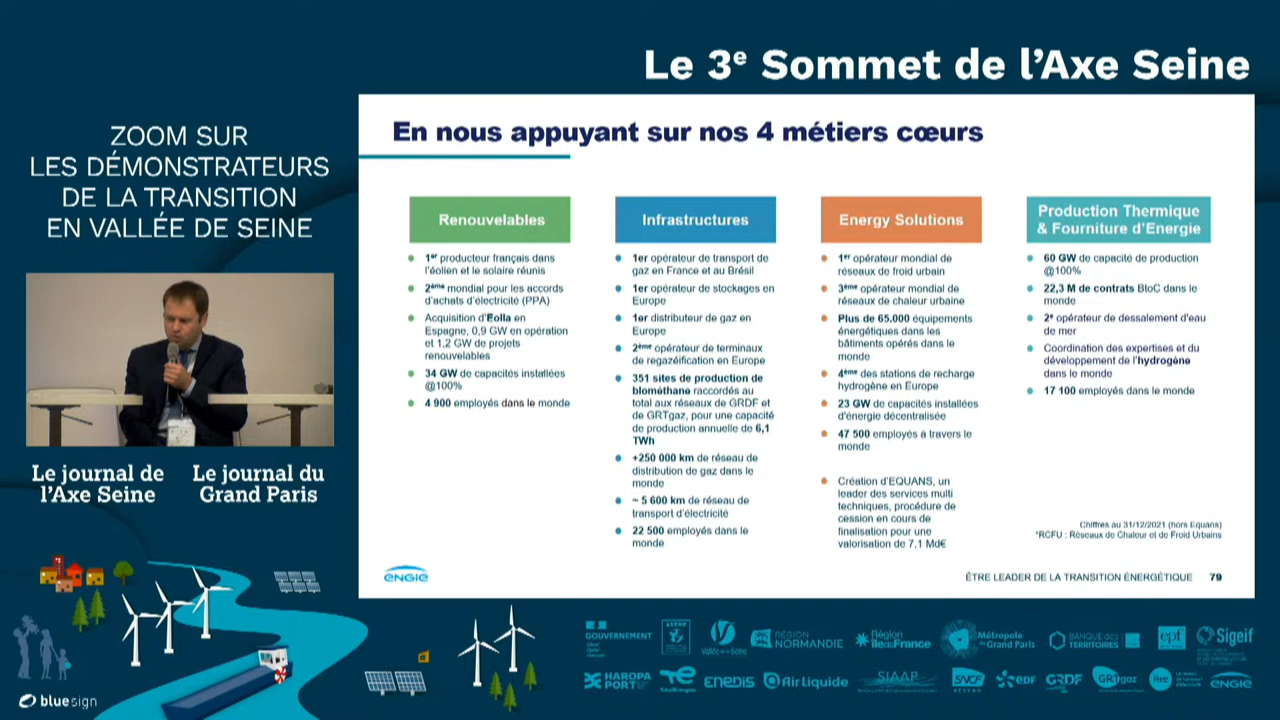 Le 3e Sommet de l'Axe Seine
ZOOM SUR
LES DÉMONSTRATEURS
DE LA TRANSITION
EN VALLÉE DE SEINE
Le journal de
l'Axe Seine
Le journal du
Grand Paris
En nous appuyant sur nos 4 métiers cœurs
Renouvelables
1er producteur français dans
l'éolien et le solaire réunis
2ème mondial pour les accords
d'achats d'électricité (PPA)
Acquisition d'Eolla en
Espagne, 0,9 GW en opération
et 1,2 GW de projets
renouvelables
34 GW de capacités installées
@100%
4 900 employés dans le monde
Infrastructures
1er opérateur de transport de
gaz en France et au Brésil
1er opérateur de stockages en
Europe
1er distributeur de gaz en
Europe
2ème opérateur de terminaux
de regazéification en Europe
351 sites de production de
biométhane raccordés au
total aux réseaux de GRDF et
de GRTgaz, pour une capacité
de production annuelle de 6,1
TWh
+250 000 km de réseau de
distribution de gaz dans le
monde
~ 5 600 km de réseau de
transport d'électricité
22 500 employés dans le
monde
Energy Solutions
1er opérateur mondial de
réseaux de froid urbain
3ème opérateur mondial de
réseaux de chaleur urbaine
Plus de 65.000 équipements
énergétiques dans les
bâtiments opérés dans le
monde
4ème des stations de recharge
hydrogène en Europe
23 GW de capacités installées
d'énergie décentralisée
47 500 employés à travers le
monde
Création d'EQUANS, un
leader des services multi
techniques, procédure de
cession en cours de
finalisation pour une
valorisation de 7,1 Md€
Production Thermique
& Fourniture d'Energie
60 GW de capacité de production
@100%
22,3 M de contrats BtoC dans le
monde
2e opérateur de dessalement d'eau
de mer
Coordination des expertises et du
développement de l'hydrogène
dans le monde
17 100 employés dans le monde
Chiffres au 31/12/2021 (hors Equans)
*RCFU : Réseaux de Chaleur et de Froid Urbains
ENGIE
ÊTRE LEADER DE LA TRANSITION ÉNERGÉTIQUE 79
GOUVERNEMENT
Vallée de la Seine
RÉGION NORMANDIE
Région îledeFrance
Métropole du Grand Paris
BANQUE des TERRITOIRES
epf
Sigeif
HAROPA PORT
TotalEnergies
ENEDIS
Air Liquide
SIAAP
SNCF RÉSEAU
eDF
GRDF
GRTgaz
Rte
ENGIE
bluesign